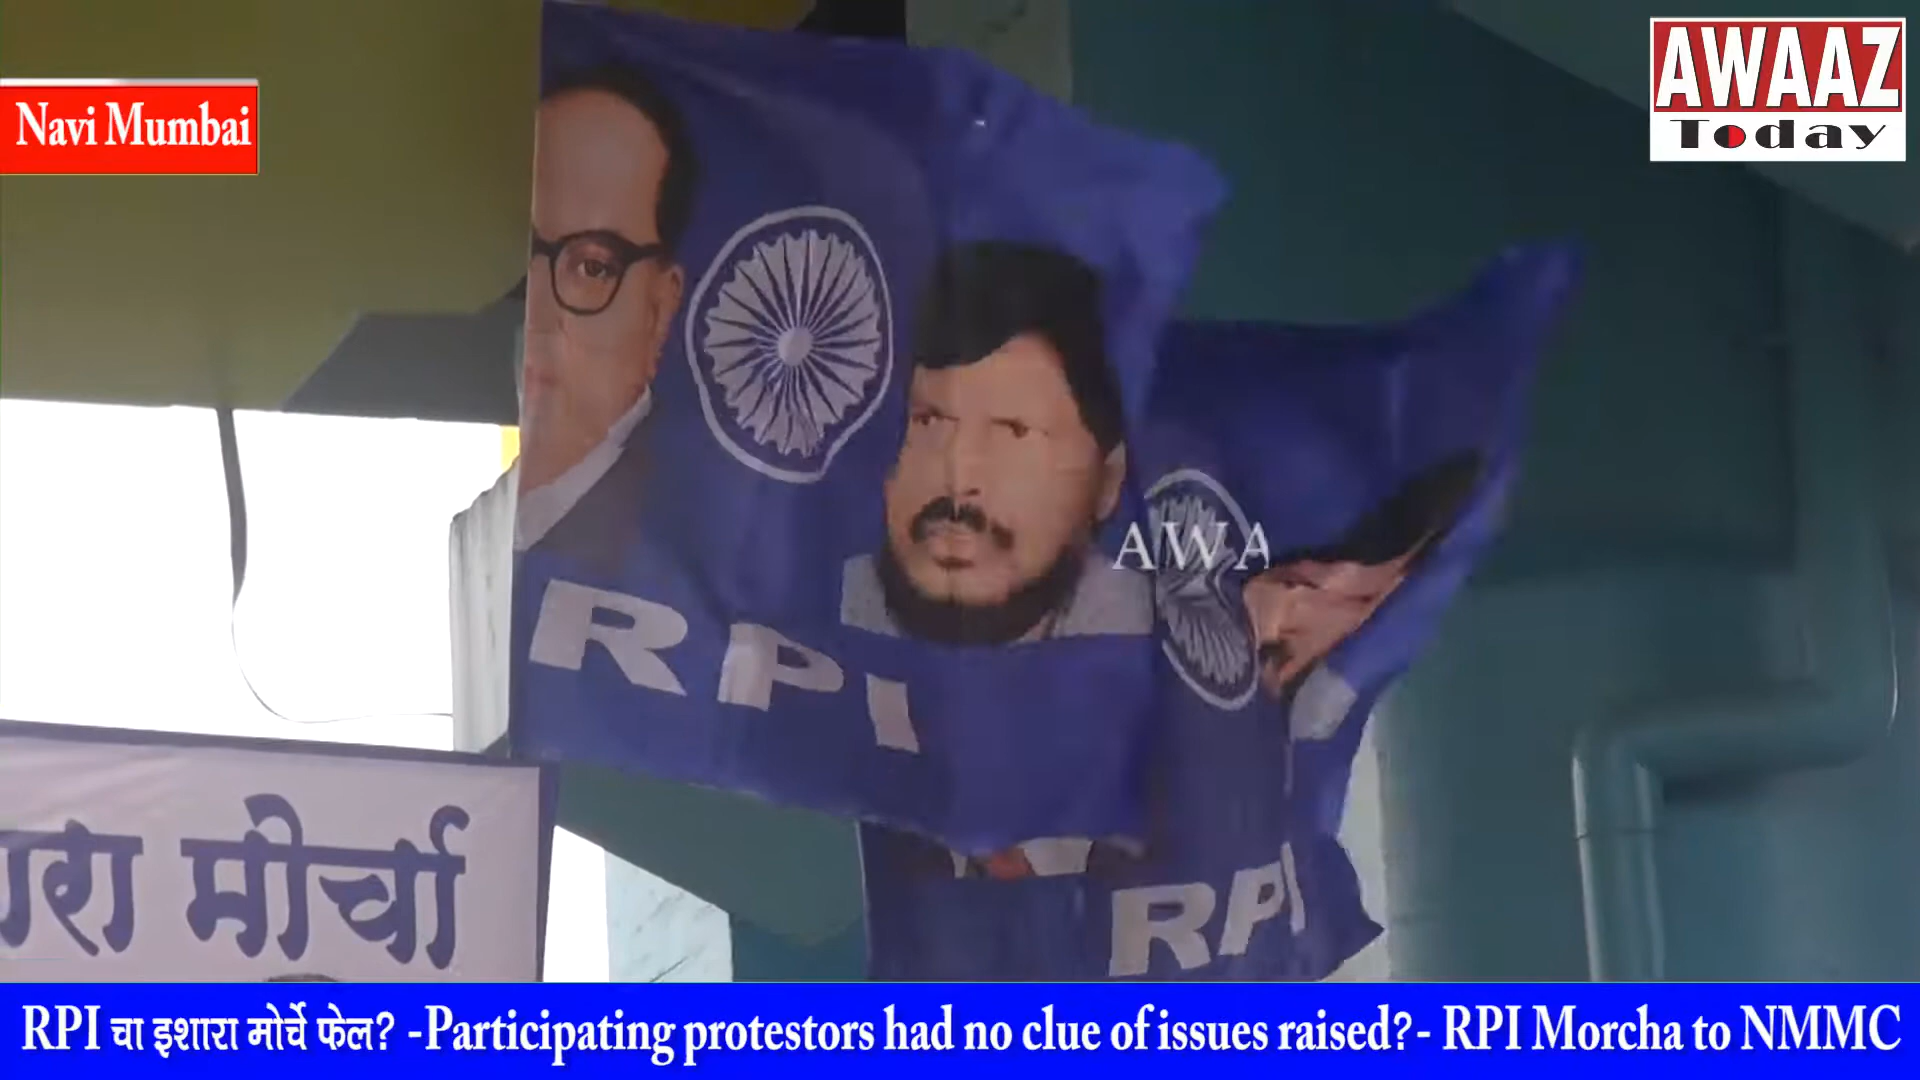 AWAAZ
Today
Navi Mumbai
AWA
RPI
RPI
मोर्चा
RPI चा इशारा मोर्चे फेल? -Participating protestors had no clue of issues raised?- RPI Morcha to NMMC